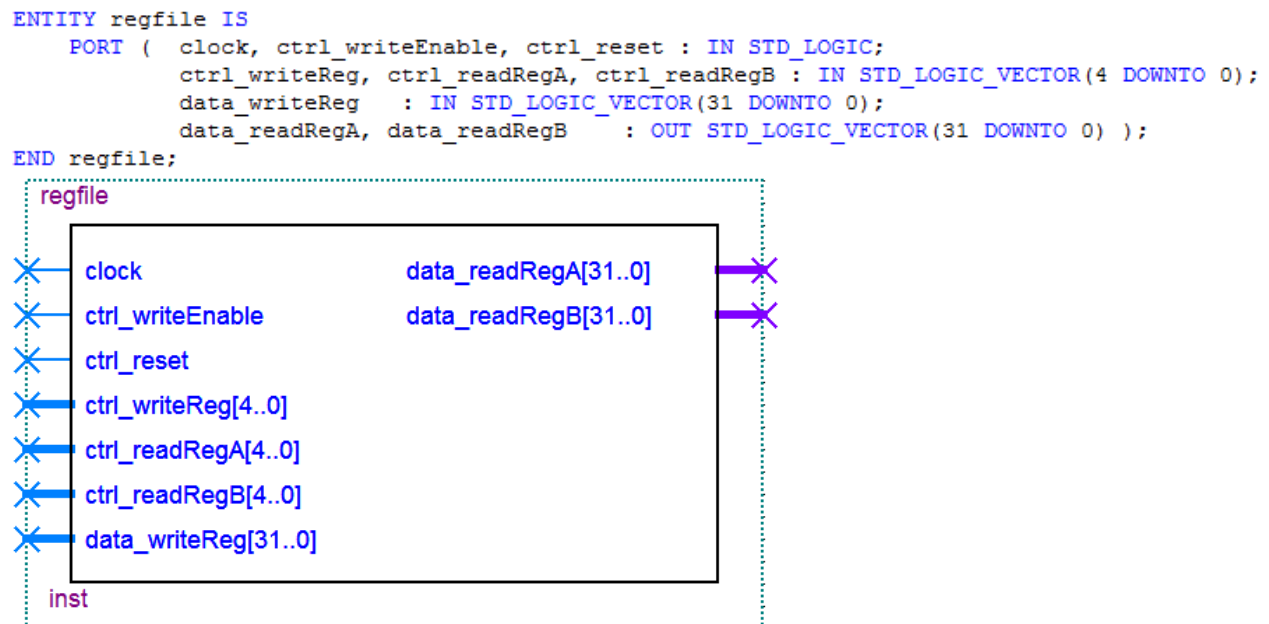 ENTITY regfile IS
PORT ( clock, ctrl_writeEnable, ctrl_reset : IN STD_LOGIC;
ctrl_writeReg, ctrl_readRegA, ctrl_readRegB : IN STD_LOGIC_VECTOR(4 DOWNTO 0);
data_writeReg : IN STD_LOGIC_VECTOR(31 DOWNTO 0);
data_readRegA, data_readRegB : OUT STD_LOGIC_VECTOR(31 DOWNTO 0) );
END regfile;
regfile
clock data_readRegA[31..0]
ctrl_writeEnable data_readRegB[31..0]
ctrl_reset
ctrl_writeReg[4..0]
ctrl_readRegA[4..0]
ctrl_readRegB[4..0]
data_writeReg[31..0]
inst